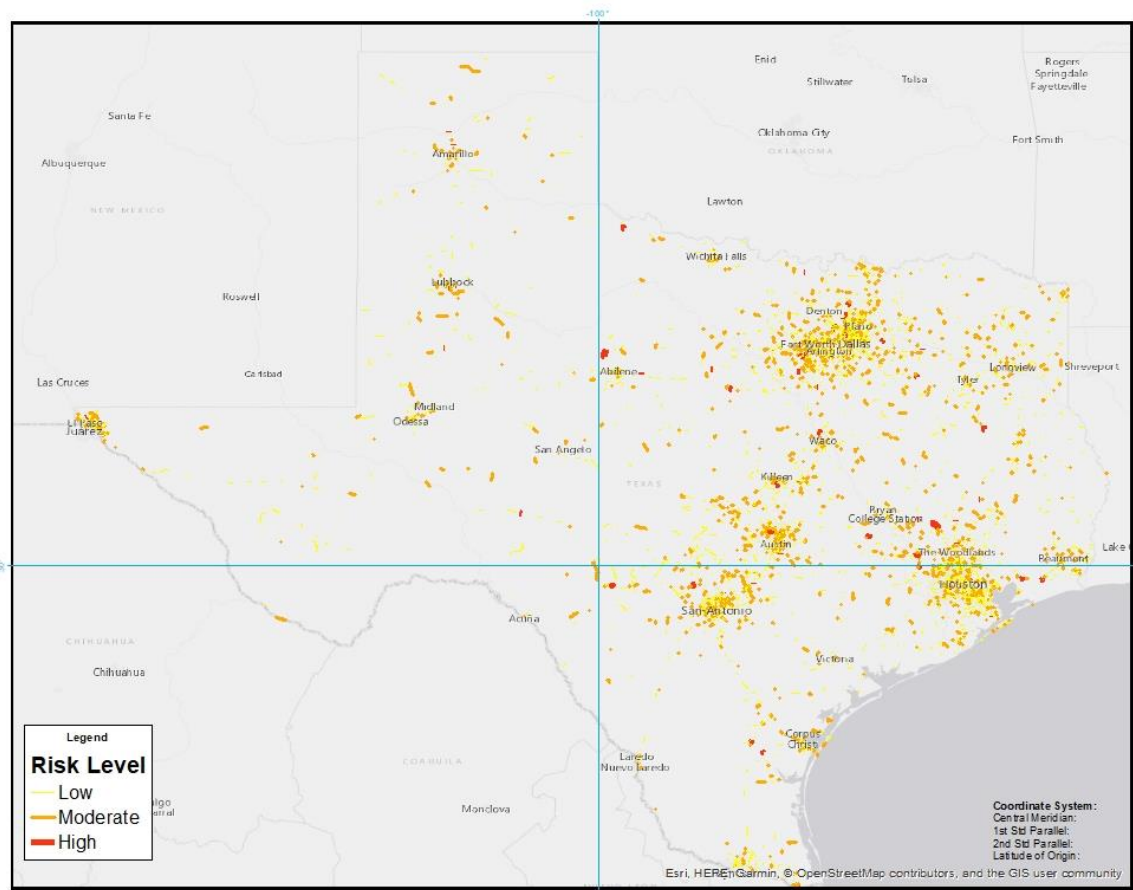 -100°
Enid
Stillwater
Tulsa
Rogers
Springdale
Fayetteville
Santa Fe
Albuquerque
Amarillo
Oklahoma City
OKLAHOMA
Fort Smith
NEW MEXICO
Lawton
Wichita Falls
Roswell
Lubbock
Denton
Plano
Fort Worth Dallas
Arlington
Las Cruces
Carlsbad
Abilene
Tyler
Longview
Shreveport
El Paso
Juárez
Midland
Odessa
San Angelo
Waco
TEXAS
Killeen
Bryan
College Station
Austin
The Woodlands
Beaumont
Lake
Houston
San Antonio
Acuña
CHIHUAHUA
Chihuahua
Victoria
Corpus
Christi
Laredo
Nuevo Laredo
COAHUILA
Monclova
Legend
Risk Level
Low
Moderate
High
Coordinate System:
Central Meridian:
1st Std Parallel:
2nd Std Parallel:
Latitude of Origin:
Esri, HERE, Garmin, © OpenStreetMap contributors, and the GIS user community